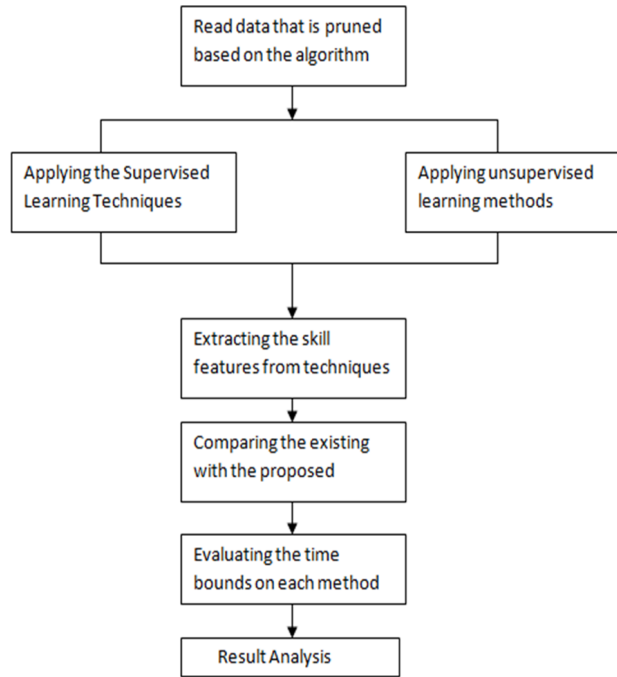 Read data that is pruned
based on the algorithm
Applying the Supervised
Learning Techniques
Applying unsupervised
learning methods
Extracting the skill
features from techniques
Comparing the existing
with the proposed
Evaluating the time
bounds on each method
Result Analysis